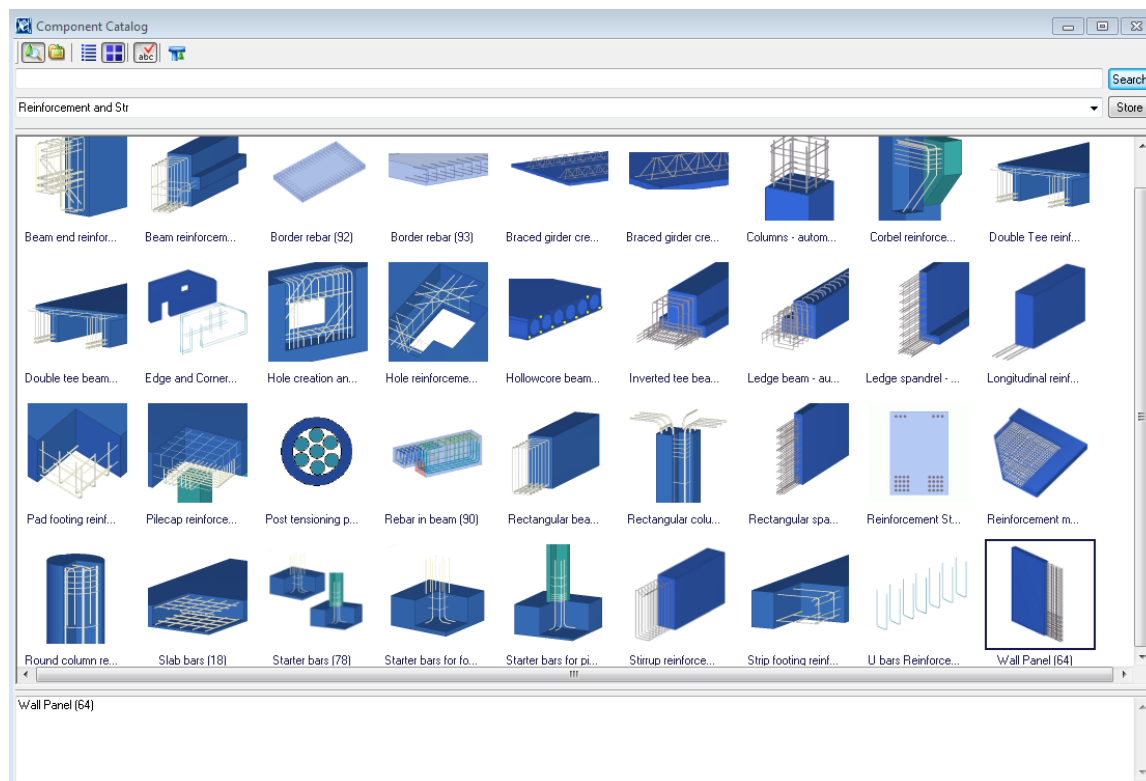 Component Catalog
abc
Search
Reinforcement and Str
Store
Beam end reinfor...
Beam reinforcem...
Border rebar (92)
Border rebar (93)
Braced girder cre...
Braced girder cre...
Columns - autom...
Corbel reinforce...
Double Tee reinf...
Double tee beam...
Edge and Corner...
Hole creation an...
Hole reinforceme...
Hollowcore beam...
Inverted tee bea...
Ledge beam - au...
Ledge spandrel - ...
Longitudinal reinf...
Pad footing reinf...
Pilecap reinforce...
Post tensioning p...
Rebar in beam (90)
Rectangular bea...
Rectangular colu...
Rectangular spa...
Reinforcement St...
Reinforcement m...
Round column re...
Slab bars (18)
Starter bars (78)
Starter bars for fo...
Starter bars for pi...
Stirrup reinforce...
Strip footing reinf...
U bars Reinforce...
Wall Panel (64)
Wall Panel (64)